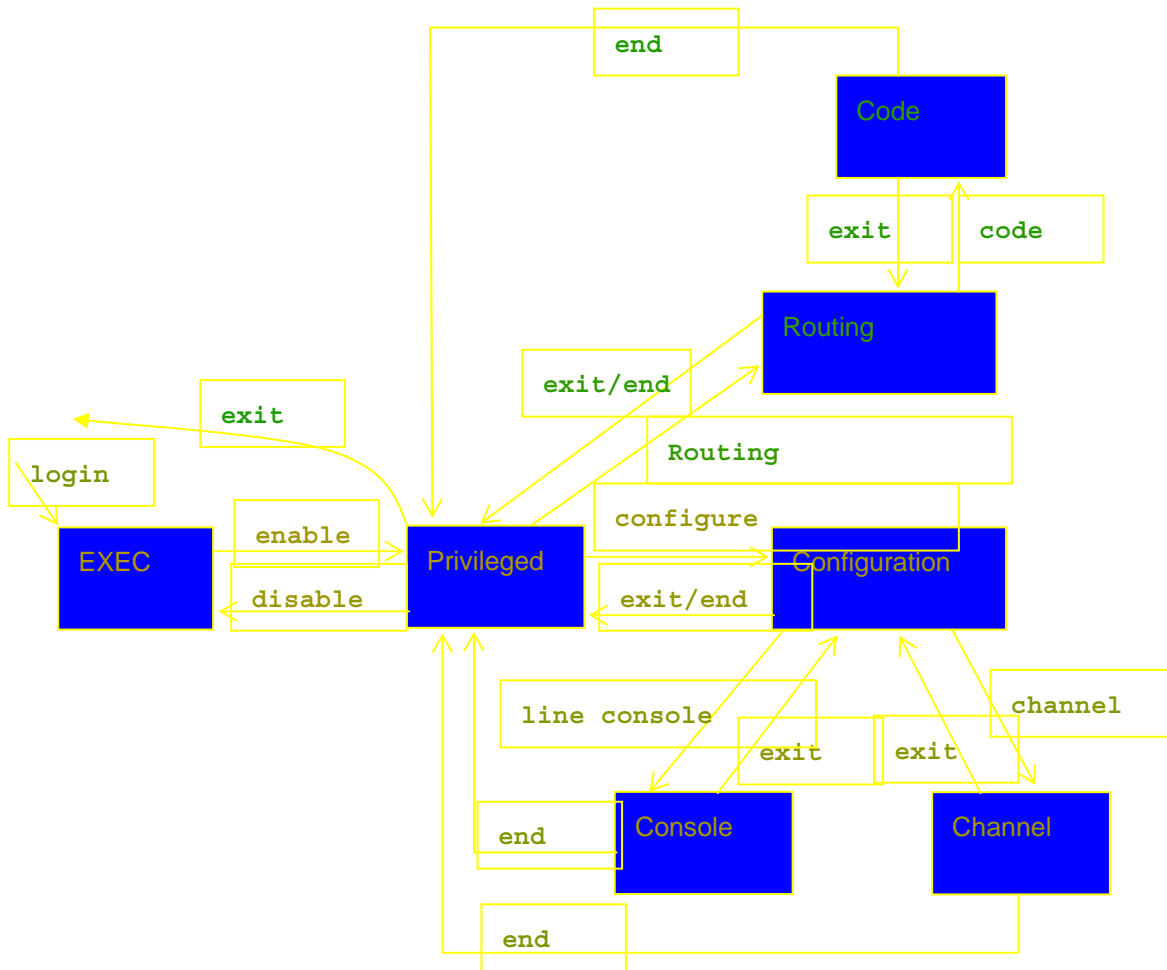 end
Code
exit
code
Routing
exit/end
exit
Routing
login
configure
enable
EXEC
Privileged
Configuration
disable
exit/end
channel
line console
exit
exit
Console
Channel
end
end